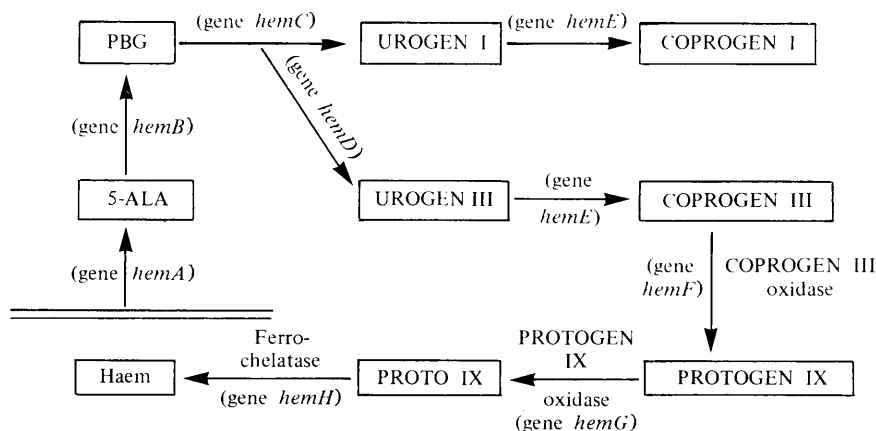 (gene hemC)
(gene hemE)
PBG
UROGEN I
COPROGEN I
(gene hemD)
(gene hemB)
5-ALA
UROGEN III
(gene
hemE)
COPROGEN III
(gene hemA)
(gene
hemF)
COPROGEN III
oxidase
Haem
Ferro-
chelatase
(gene hemH)
PROTO IX
PROTOGEN
IX
oxidase
(gene hemG)
PROTOGEN IX